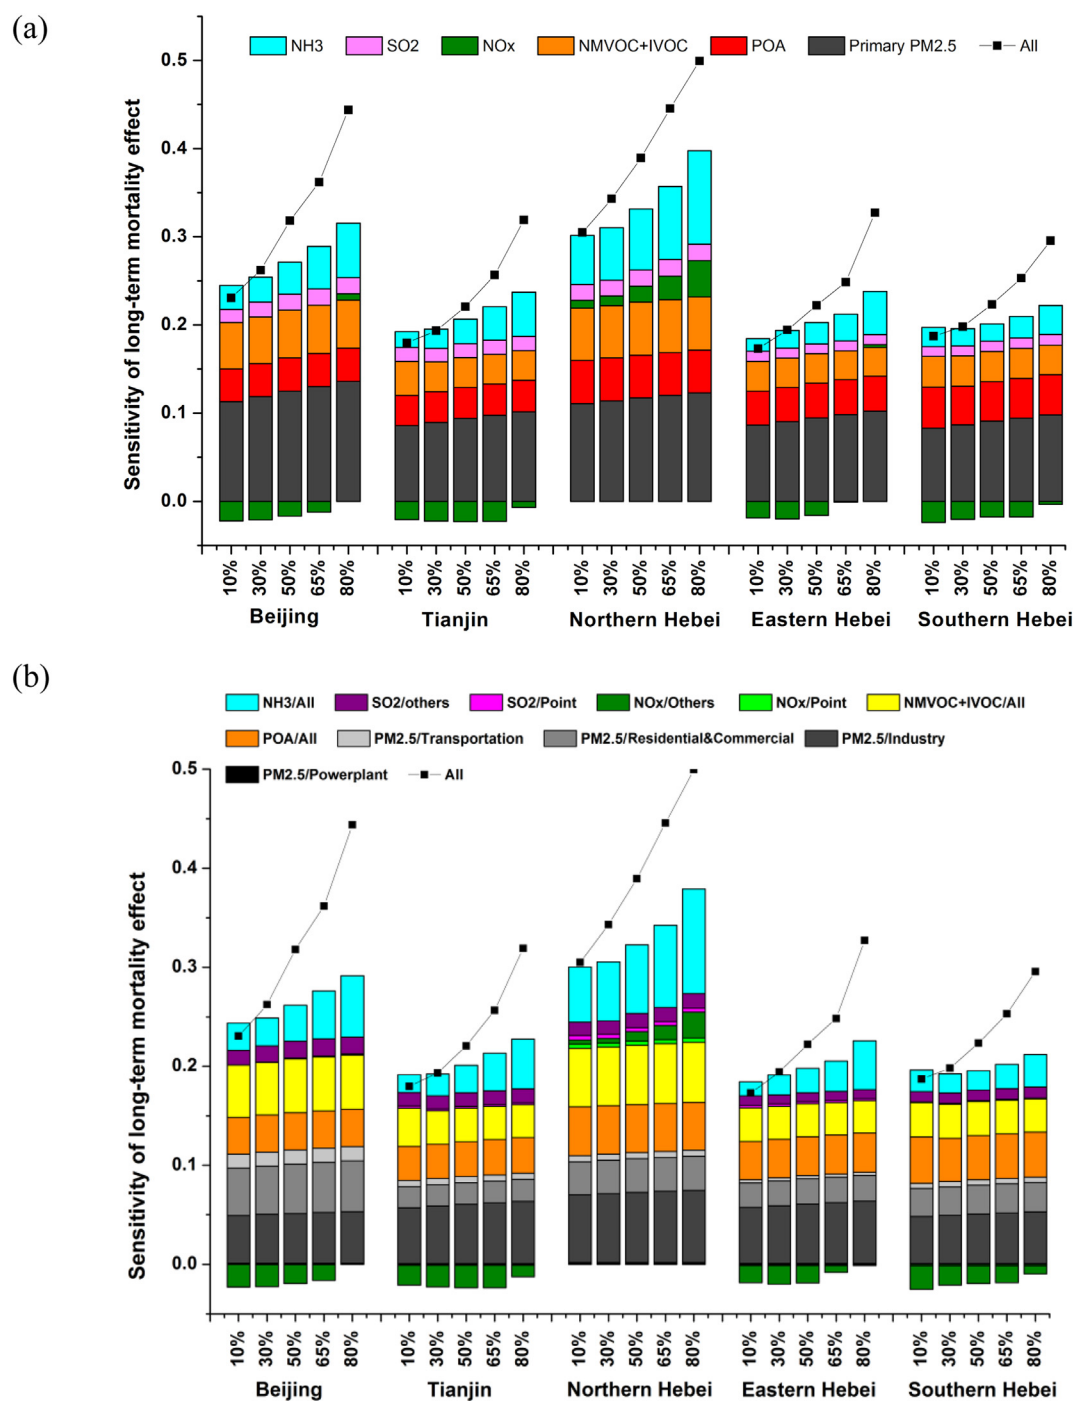 (a)
NH3 SO2 NOx NMVOC+IVOC POA Primary PM2.5 All
Sensitivity of long-term mortality effect
0.5
0.4
0.3
0.2
0.1
0.0
10% 30% 50% 65% 80% 10% 30% 50% 65% 80% 10% 30% 50% 65% 80% 10% 30% 50% 65% 80% 10% 30% 50% 65% 80%
Beijing Tianjin Northern Hebei Eastern Hebei Southern Hebei
(b)
NH3/All SO2/others SO2/Point NOx/Others NOx/Point NMVOC+IVOC/All
POA/All PM2.5/Transportation PM2.5/Residential&Commercial PM2.5/Industry
PM2.5/Powerplant All
Sensitivity of long-term mortality effect
0.5
0.4
0.3
0.2
0.1
0.0
10% 30% 50% 65% 80% 10% 30% 50% 65% 80% 10% 30% 50% 65% 80% 10% 30% 50% 65% 80% 10% 30% 50% 65% 80%
Beijing Tianjin Northern Hebei Eastern Hebei Southern Hebei